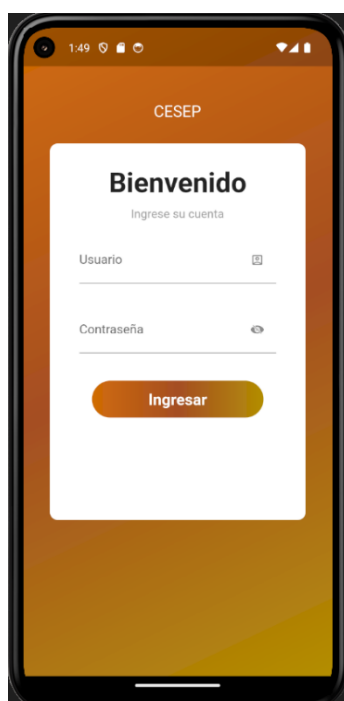 1:49
CESEP
Bienvenido
Ingrese su cuenta
Usuario
Contraseña
Ingresar